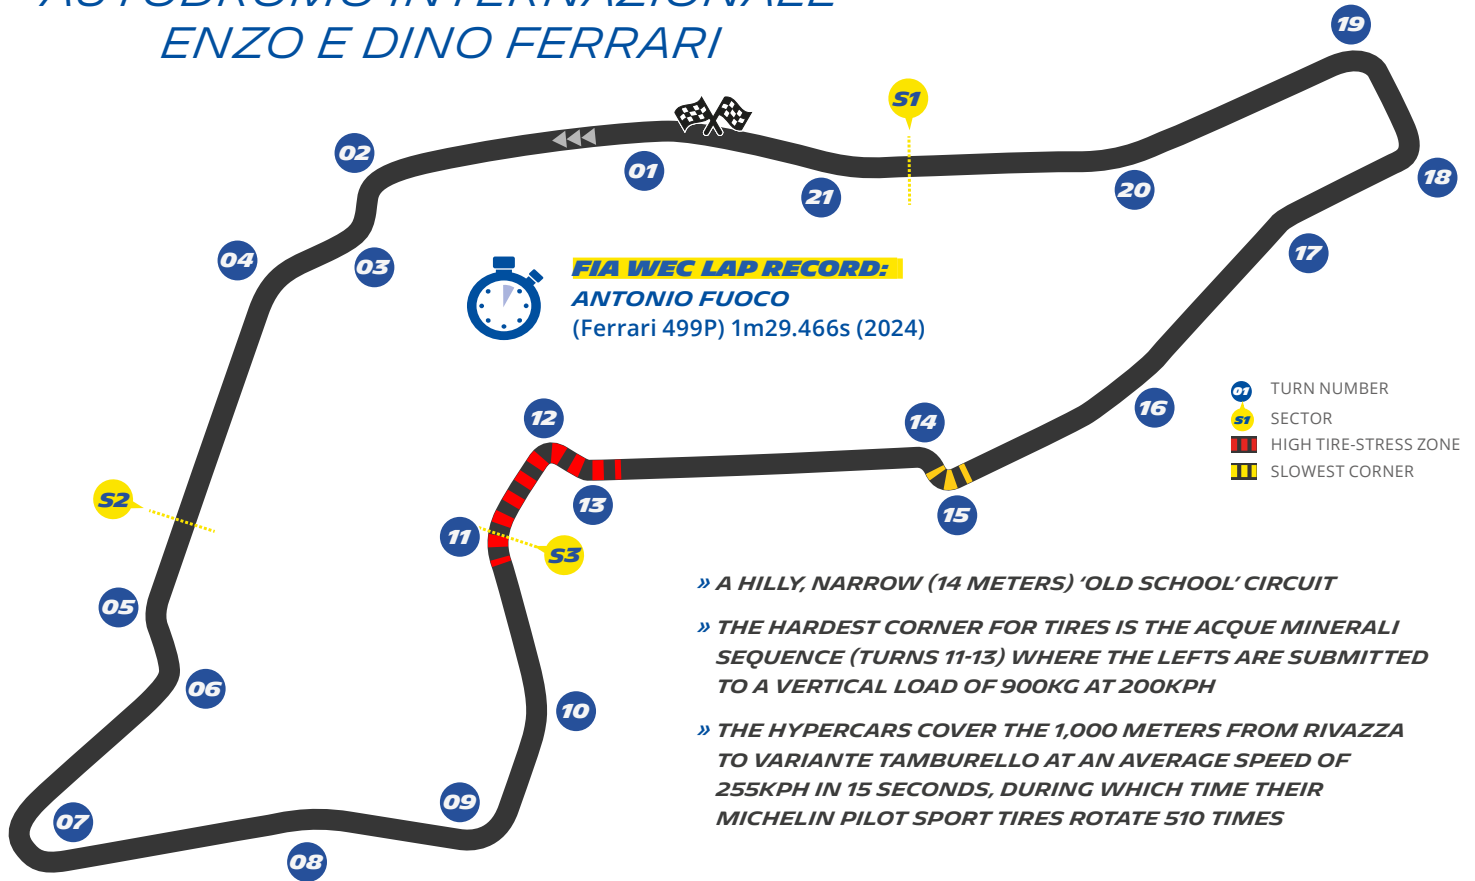 AUTODROMO INTERNAZIONALE
ENZO E DINO FERRARI
19
S1
02
01
21
20
18
04
03
17
FIA WEC LAP RECORD:
ANTONIO FUOCO
(Ferrari 499P) 1m29.466s (2024)
01 TURN NUMBER
S1 SECTOR
HIGH TIRE-STRESS ZONE
SLOWEST CORNER
12
14
16
S2
13
15
11
S3
05
06
10
09
07
08
» A HILLY, NARROW (14 METERS) ‘OLD SCHOOL’ CIRCUIT
» THE HARDEST CORNER FOR TIRES IS THE ACQUE MINERALI
SEQUENCE (TURNS 11-13) WHERE THE LEFTS ARE SUBMITTED
TO A VERTICAL LOAD OF 900KG AT 200KPH
» THE HYPERCARS COVER THE 1,000 METERS FROM RIVAZZA
TO VARIANTE TAMBURELLO AT AN AVERAGE SPEED OF
255KPH IN 15 SECONDS, DURING WHICH TIME THEIR
MICHELIN PILOT SPORT TIRES ROTATE 510 TIMES